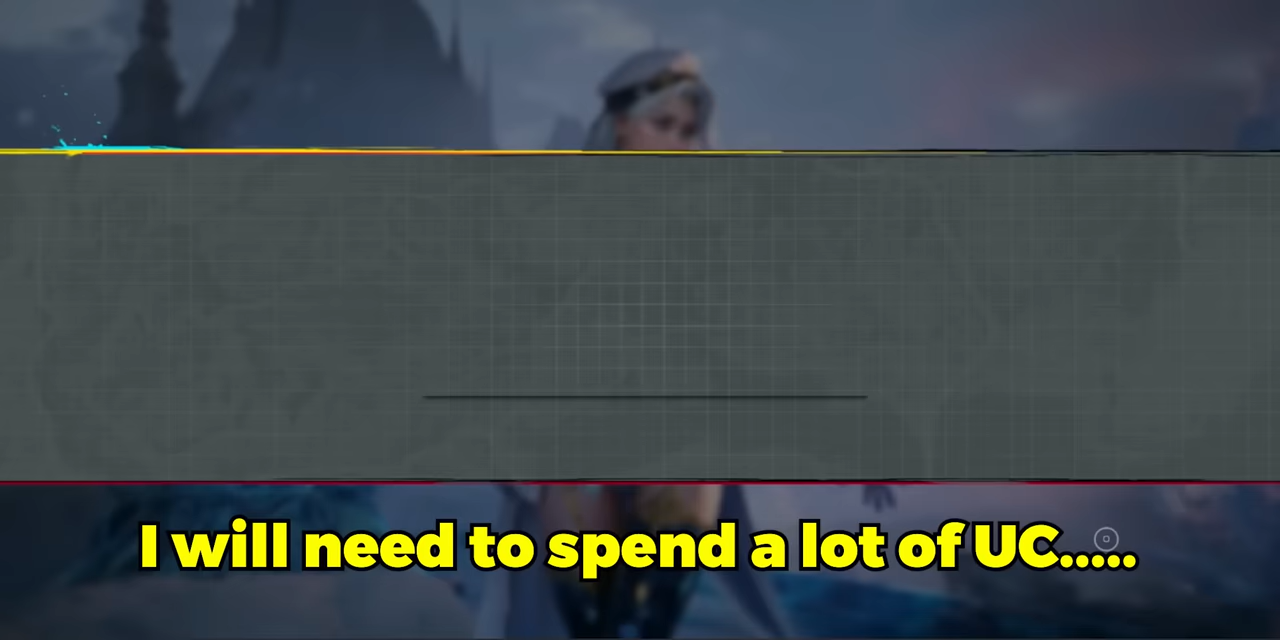 I will need to spend a lot of UC.....